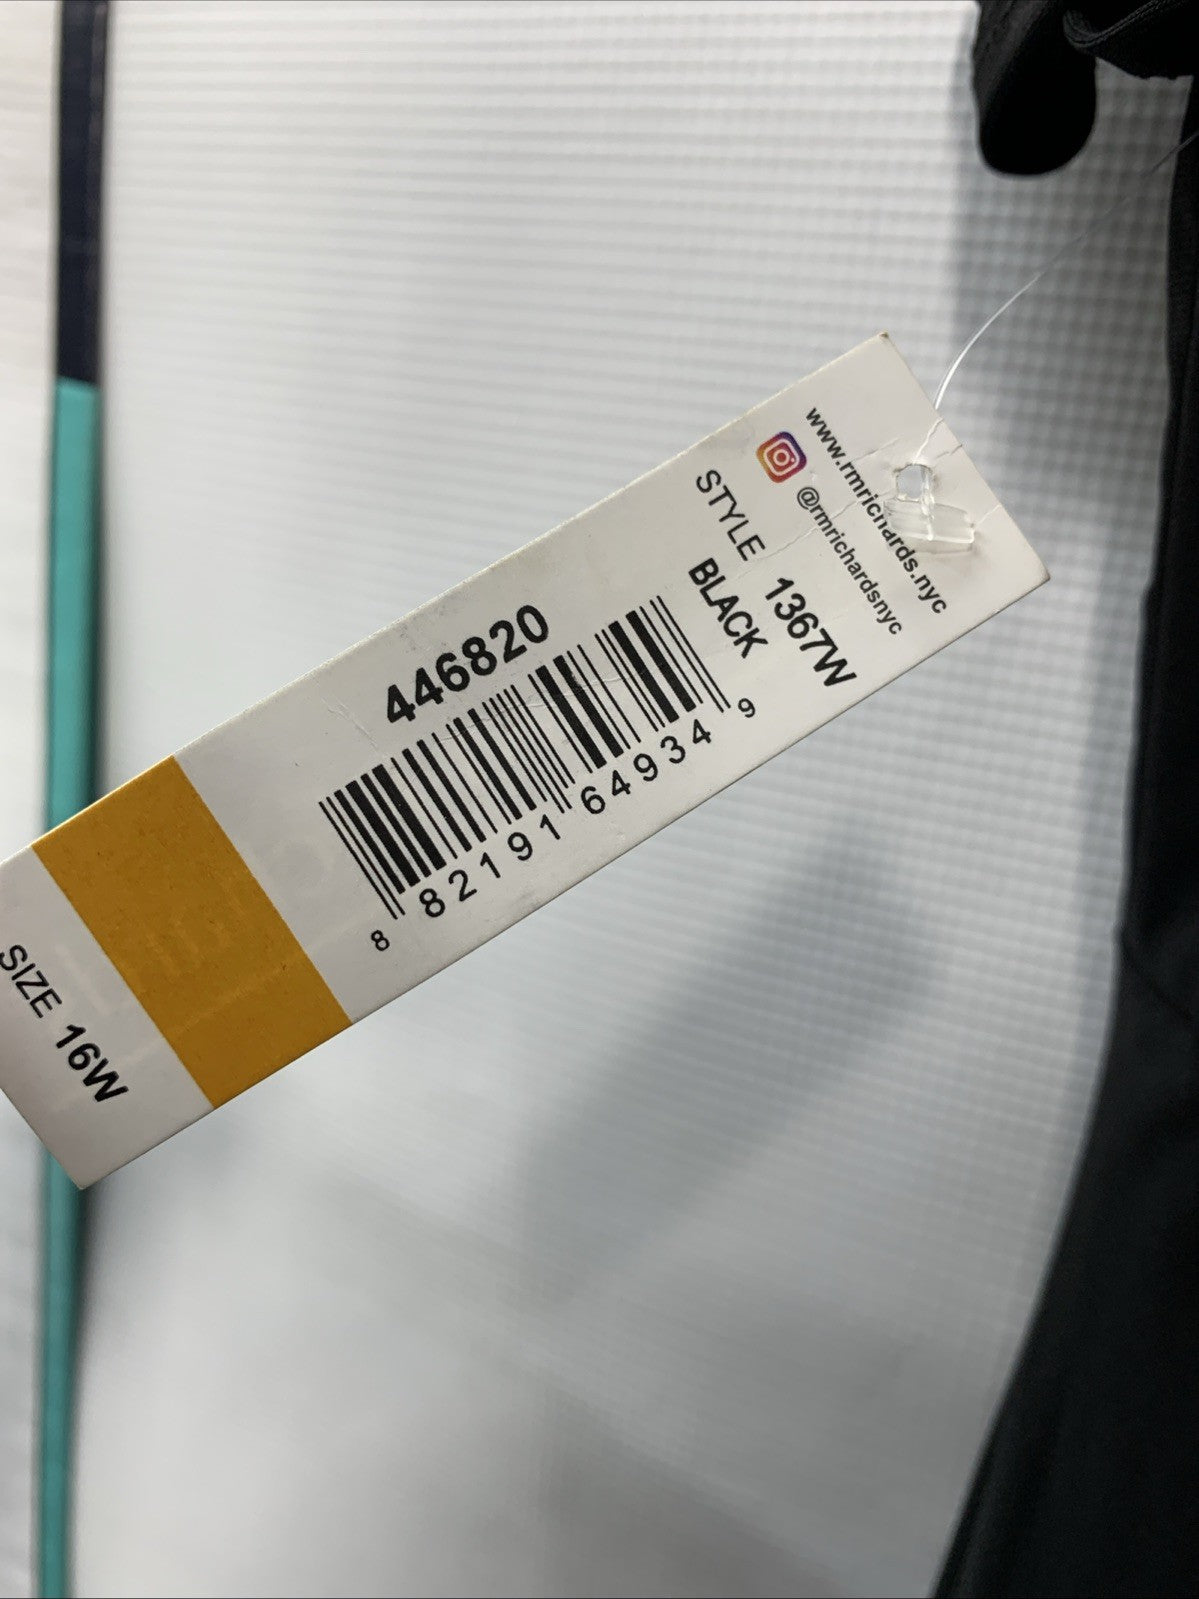 www.rmrichards.nyc
@rmrichardsnyc
STYLE 1367W
BLACK
446820
8 82191 64934 9
SIZE 16W